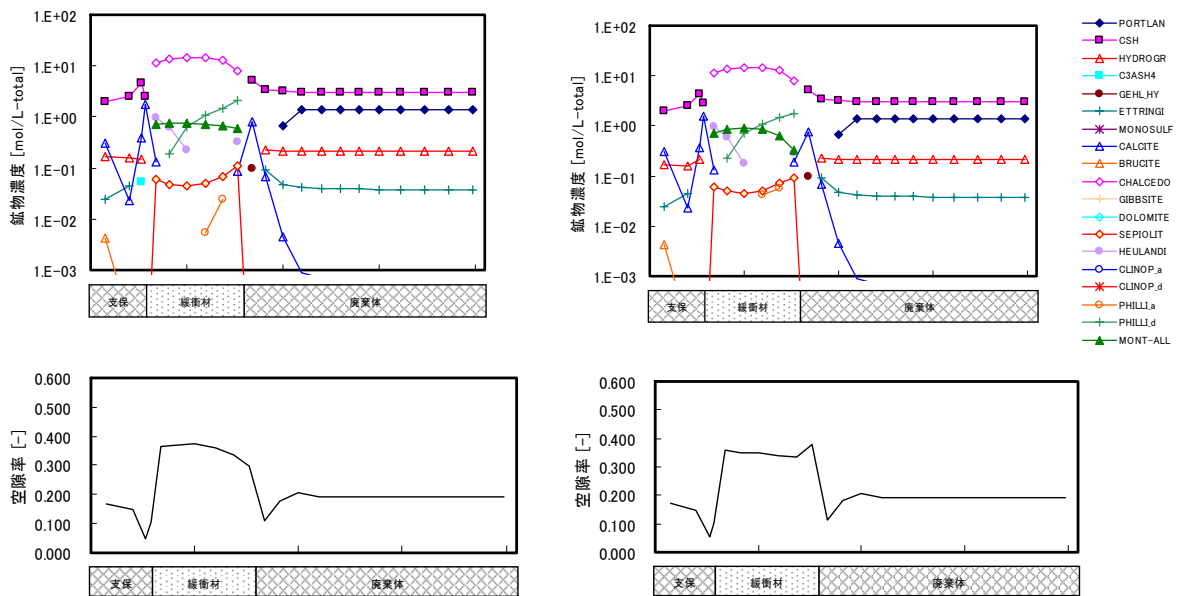 1.E+02
1.E+01
1.E+00
1.E-01
1.E-02
1.E-03
鉱物濃度 [mol/L-total]
支保
緩衝材
廃棄体
1.E+02
1.E+01
1.E+00
1.E-01
1.E-02
1.E-03
鉱物濃度 [mol/L-total]
支保
緩衝材
廃棄体
PORTLAN
CSH
HYDROGR
C3ASH4
GEHL_HY
ETTRINGI
MONOSULF
CALCITE
BRUCITE
CHALCEDO
GIBBSITE
DOLOMITE
SEPIOLIT
HEULANDI
CLINOP_a
CLINOP_d
PHILLI_a
PHILLI_d
MONT-ALL
0.600
0.500
0.400
0.300
0.200
0.100
0.000
空隙率 [-]
支保
緩衝材
廃棄体
0.600
0.500
0.400
0.300
0.200
0.100
0.000
空隙率 [-]
支保
緩衝材
廃棄体